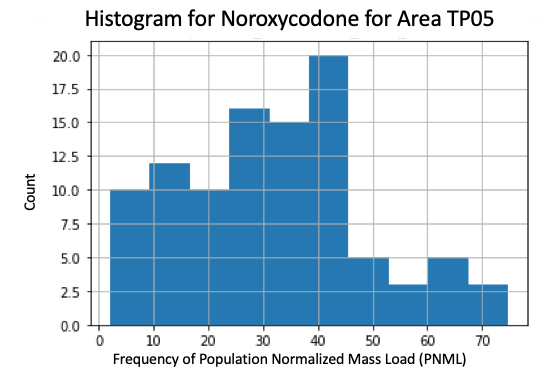 Histogram for Noroxycodone for Area TP05
20.0
17.5
15.0
12.5
10.0
7.5
5.0
2.5
0.0
Count
0 10 20 30 40 50 60 70
Frequency of Population Normalized Mass Load (PNML)